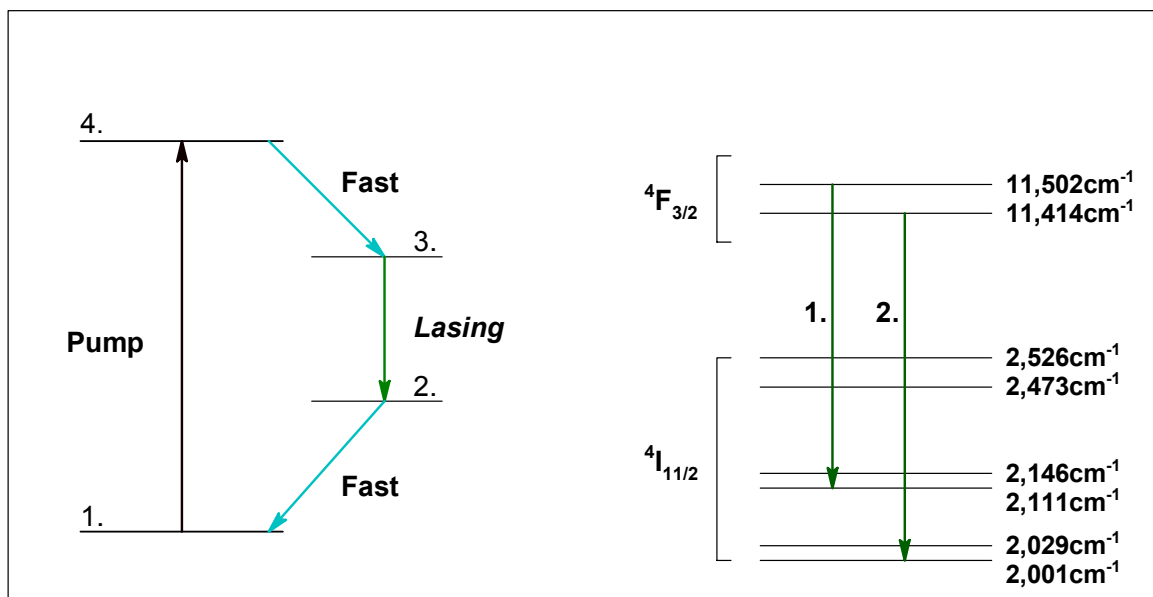 4.
Fast
3.
Pump
Lasing
2.
Fast
1.
⁴F₃/₂
11,502cm⁻¹
11,414cm⁻¹
1. 2.
⁴I₁₁/₂
2,526cm⁻¹
2,473cm⁻¹
2,146cm⁻¹
2,111cm⁻¹
2,029cm⁻¹
2,001cm⁻¹